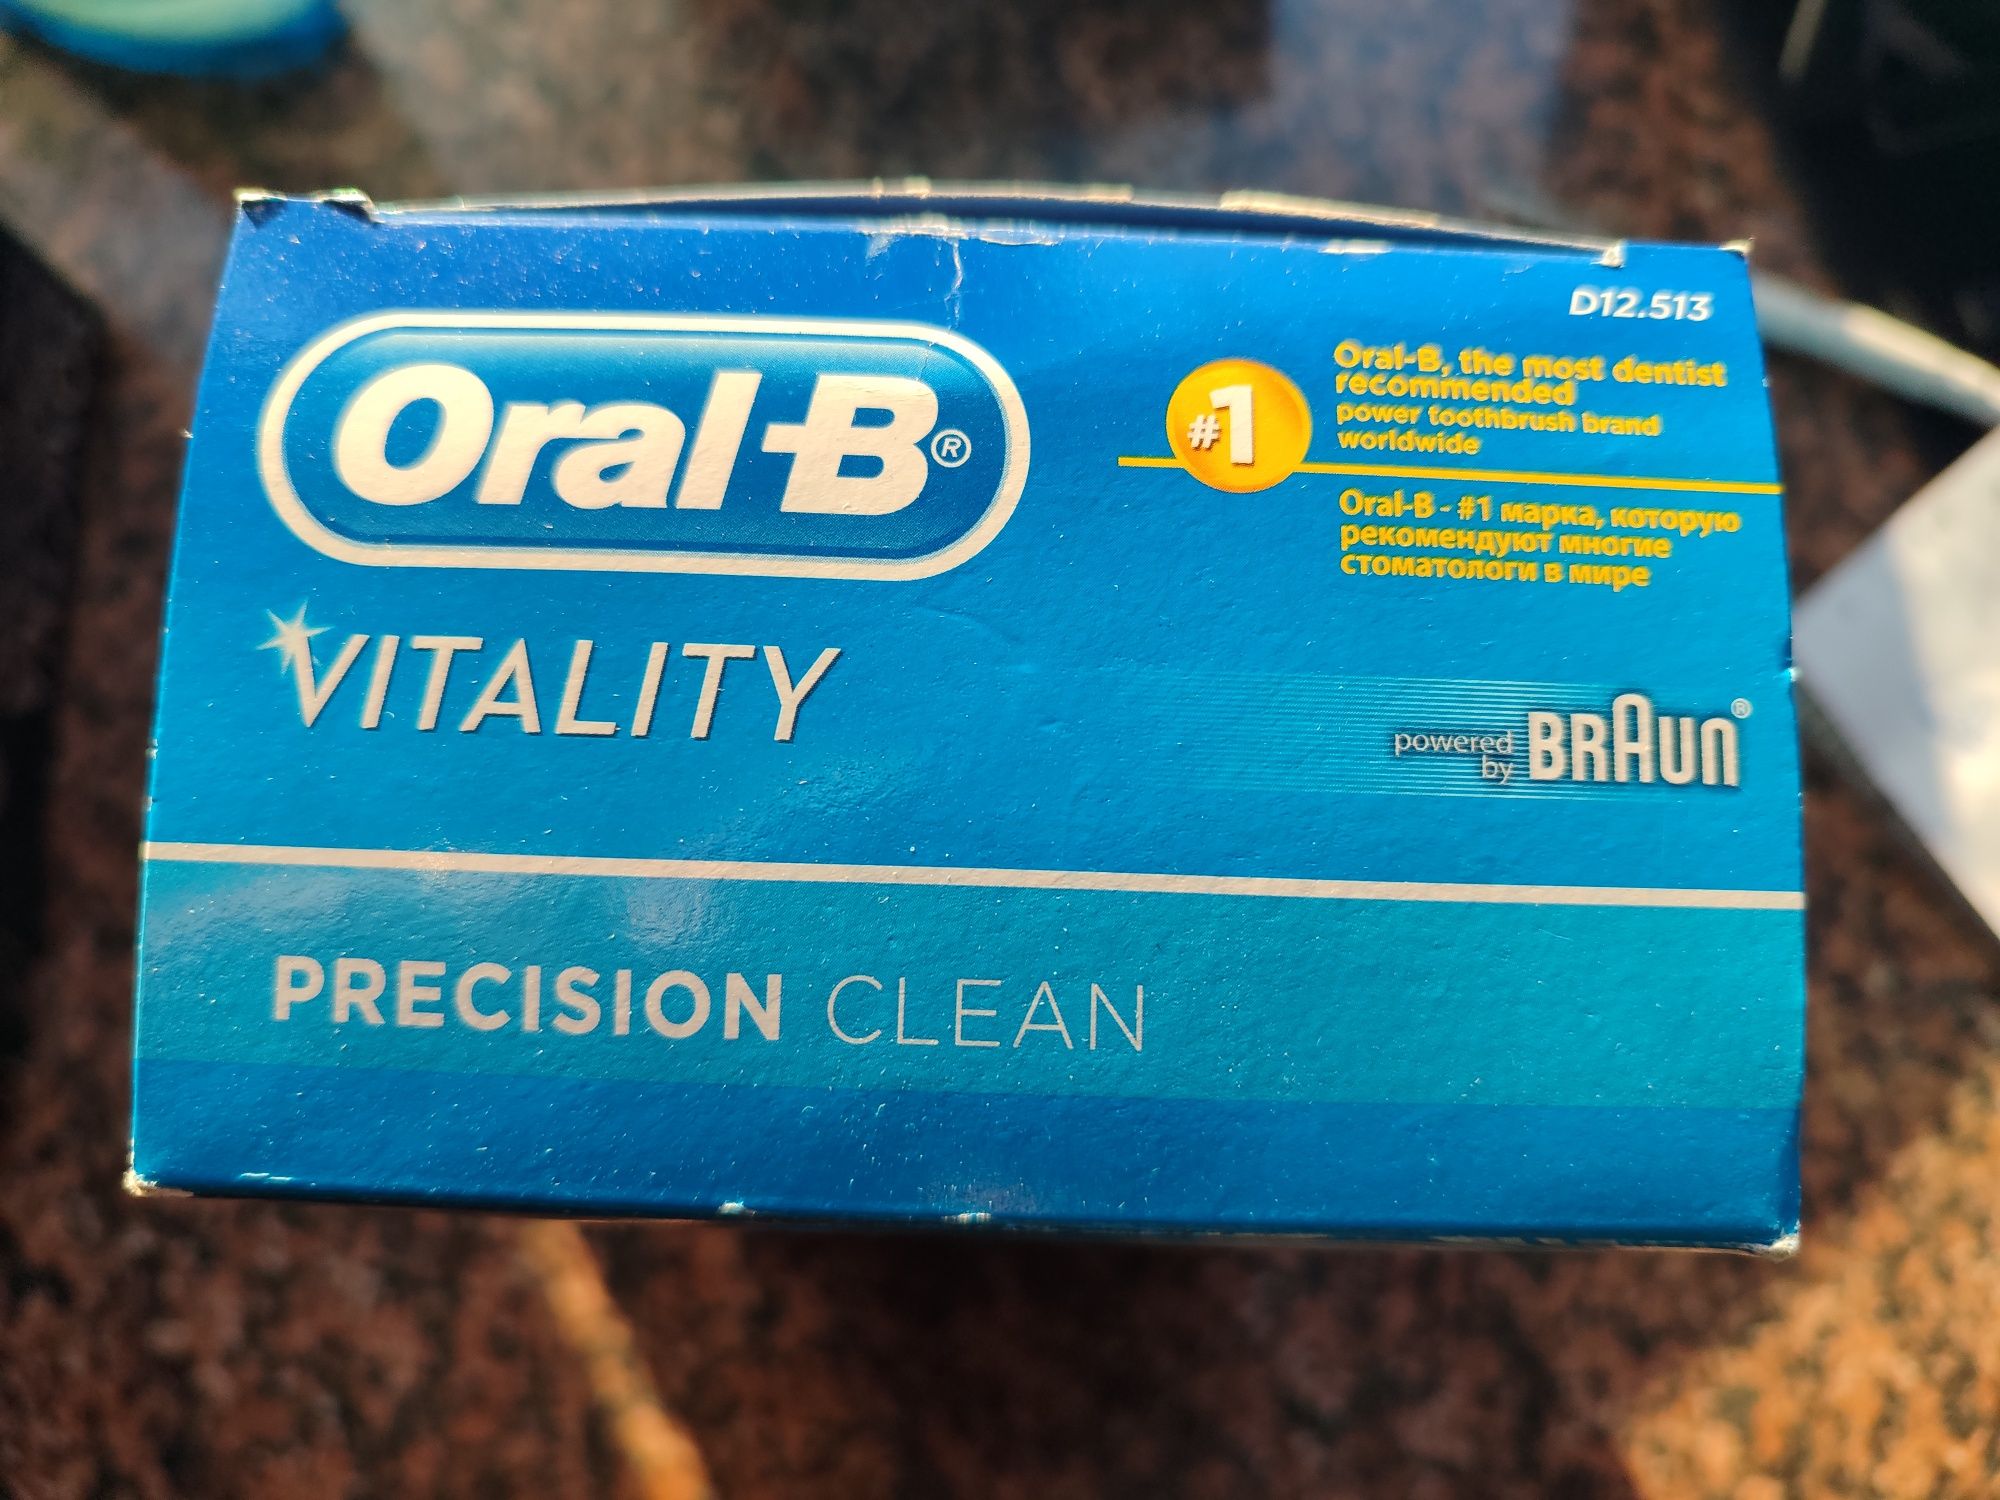 D12.513
Oral-B®
#1
Oral-B, the most dentist
recommended
power toothbrush brand
worldwide
Oral-B - #1 марка, которую
рекомендуют многие
стоматологи в мире
VITALITY
powered
by
BRAUN®
PRECISION CLEAN